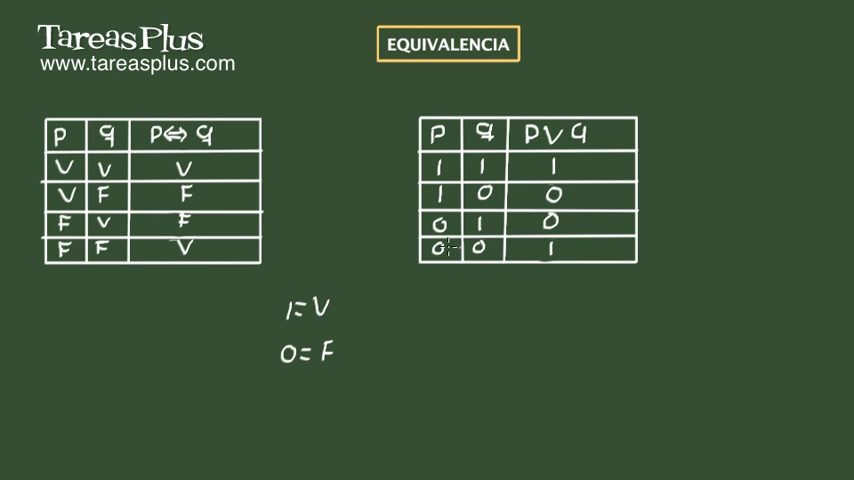 TareasPlus
www.tareasplus.com
EQUIVALENCIA
P q P⇔q
V V V
V F F
F V F
F F V
P q P V q
1 1 1
1 0 0
0 1 0
0 0 1
1=V
0=F